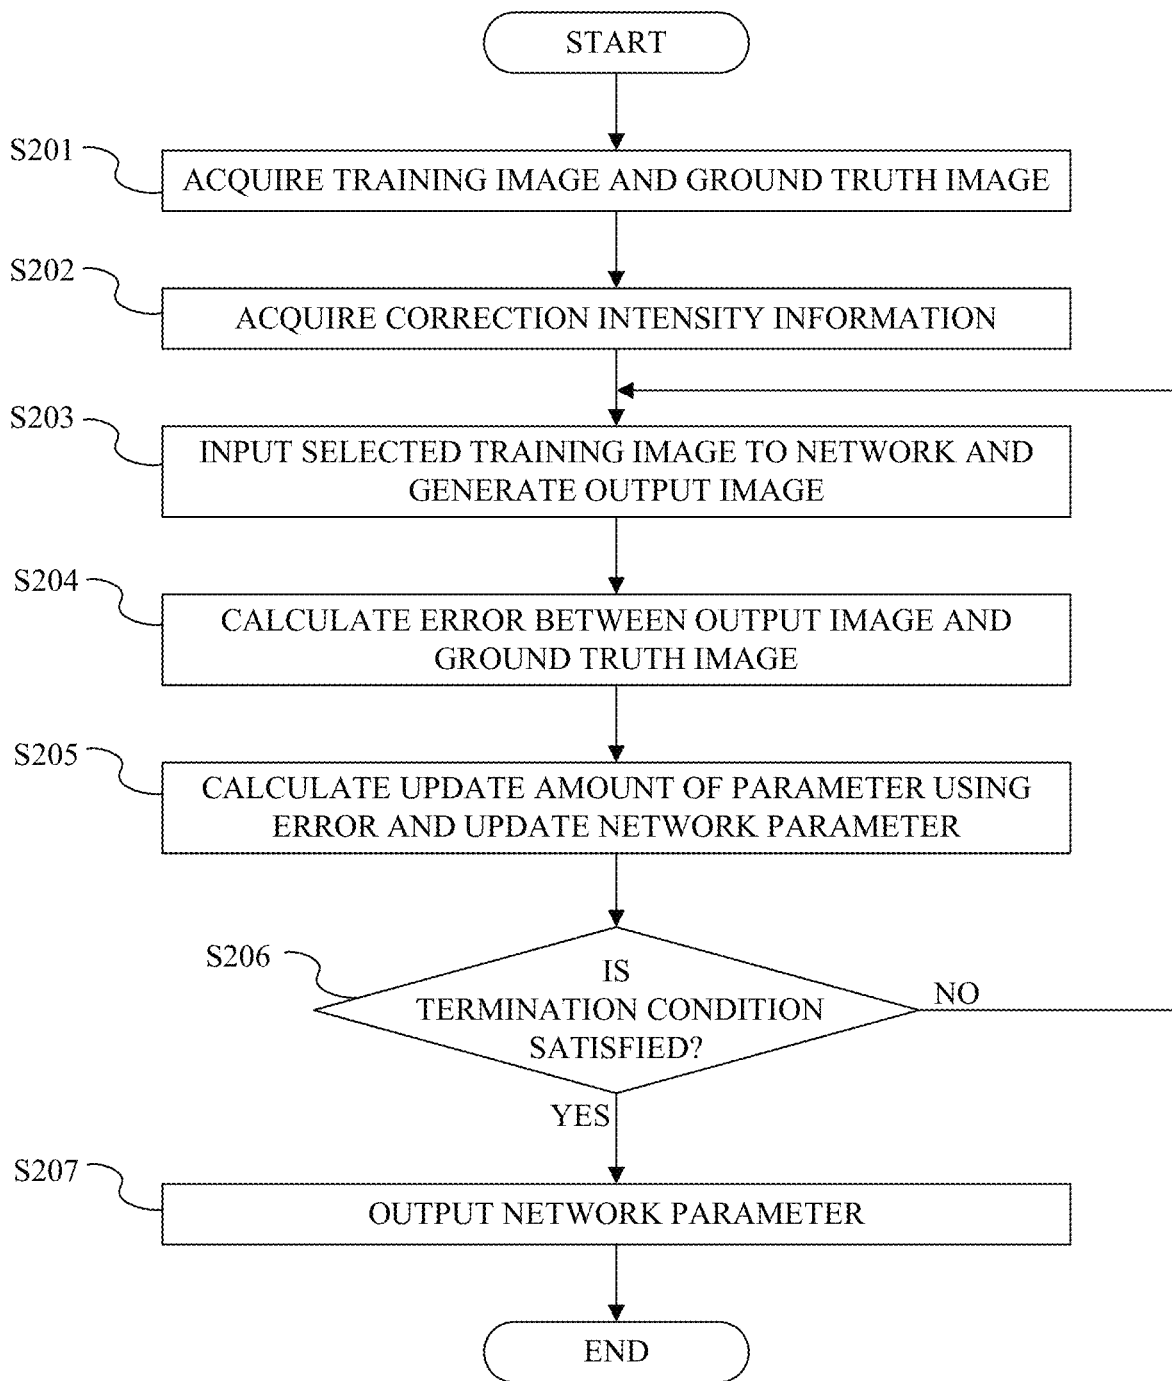 START
S201
ACQUIRE TRAINING IMAGE AND GROUND TRUTH IMAGE
S202
ACQUIRE CORRECTION INTENSITY INFORMATION
S203
INPUT SELECTED TRAINING IMAGE TO NETWORK AND
GENERATE OUTPUT IMAGE
S204
CALCULATE ERROR BETWEEN OUTPUT IMAGE AND
GROUND TRUTH IMAGE
S205
CALCULATE UPDATE AMOUNT OF PARAMETER USING
ERROR AND UPDATE NETWORK PARAMETER
S206
IS
TERMINATION CONDITION
SATISFIED?
NO
YES
S207
OUTPUT NETWORK PARAMETER
END